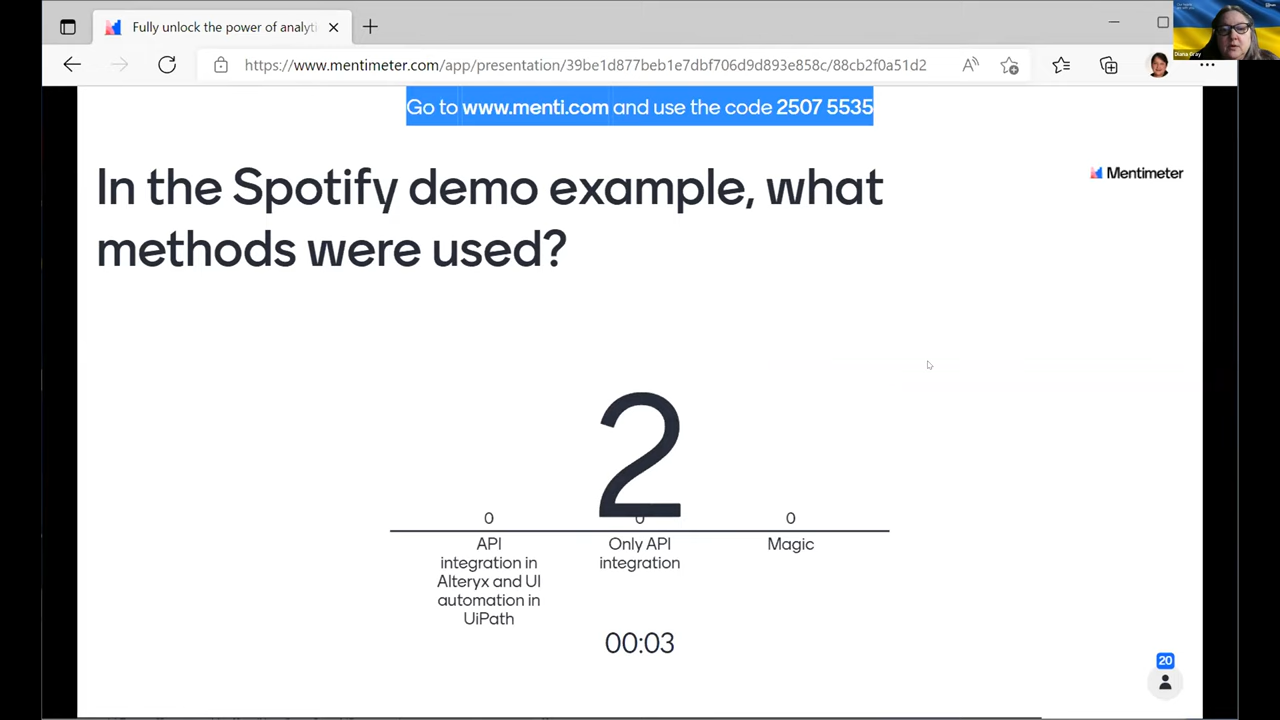 Fully unlock the power of analyti
https://www.mentimeter.com/app/presentation/39be1d877beb1e7dbf706d9d893e858c/88cb2f0a51d2
Diana Gray
Go to www.menti.com and use the code 2507 5535
In the Spotify demo example, what
methods were used?
Mentimeter
2
0
0
0
API
integration in
Alteryx and UI
automation in
UiPath
Only API
integration
Magic
00:03
20